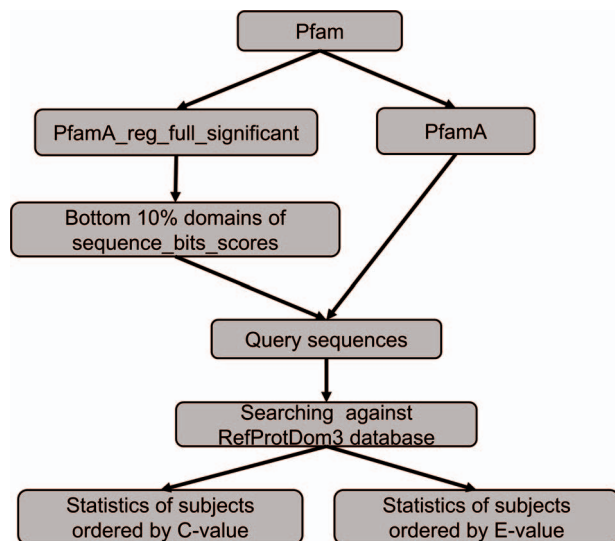 Pfam
PfamA_reg_full_significant
PfamA
Bottom 10% domains of
sequence_bits_scores
Query sequences
Searching against
RefProtDom3 database
Statistics of subjects
ordered by C-value
Statistics of subjects
ordered by E-value